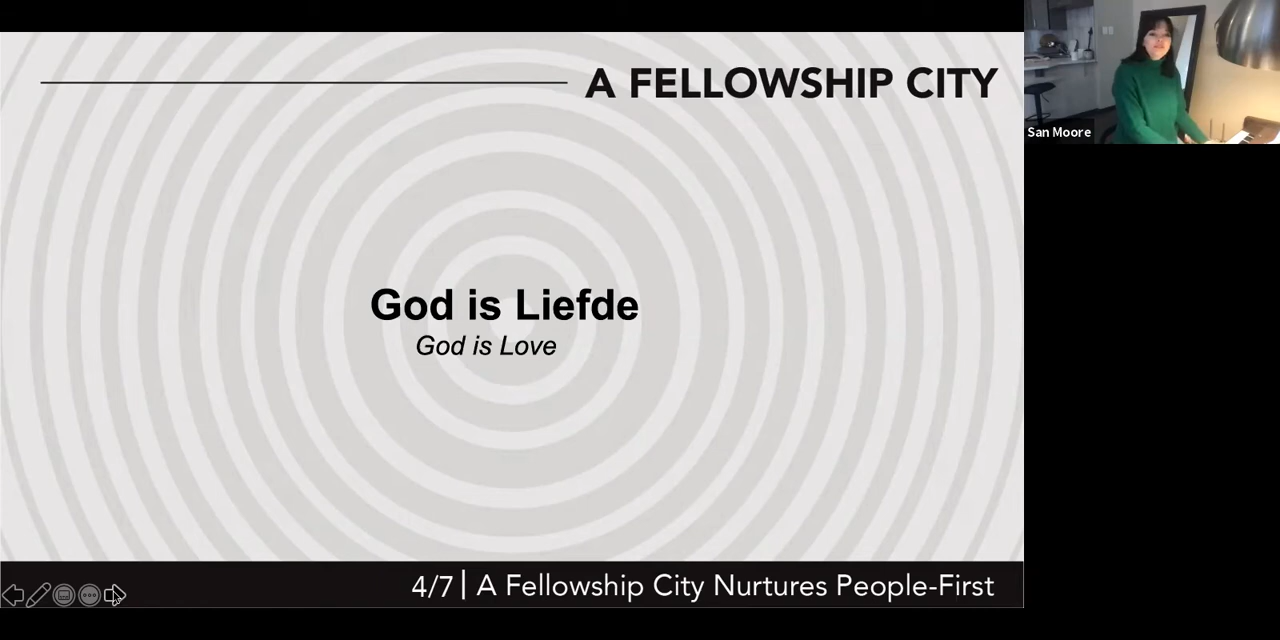 A FELLOWSHIP CITY
San Moore
God is Liefde
God is Love
4/7 | A Fellowship City Nurtures People-First